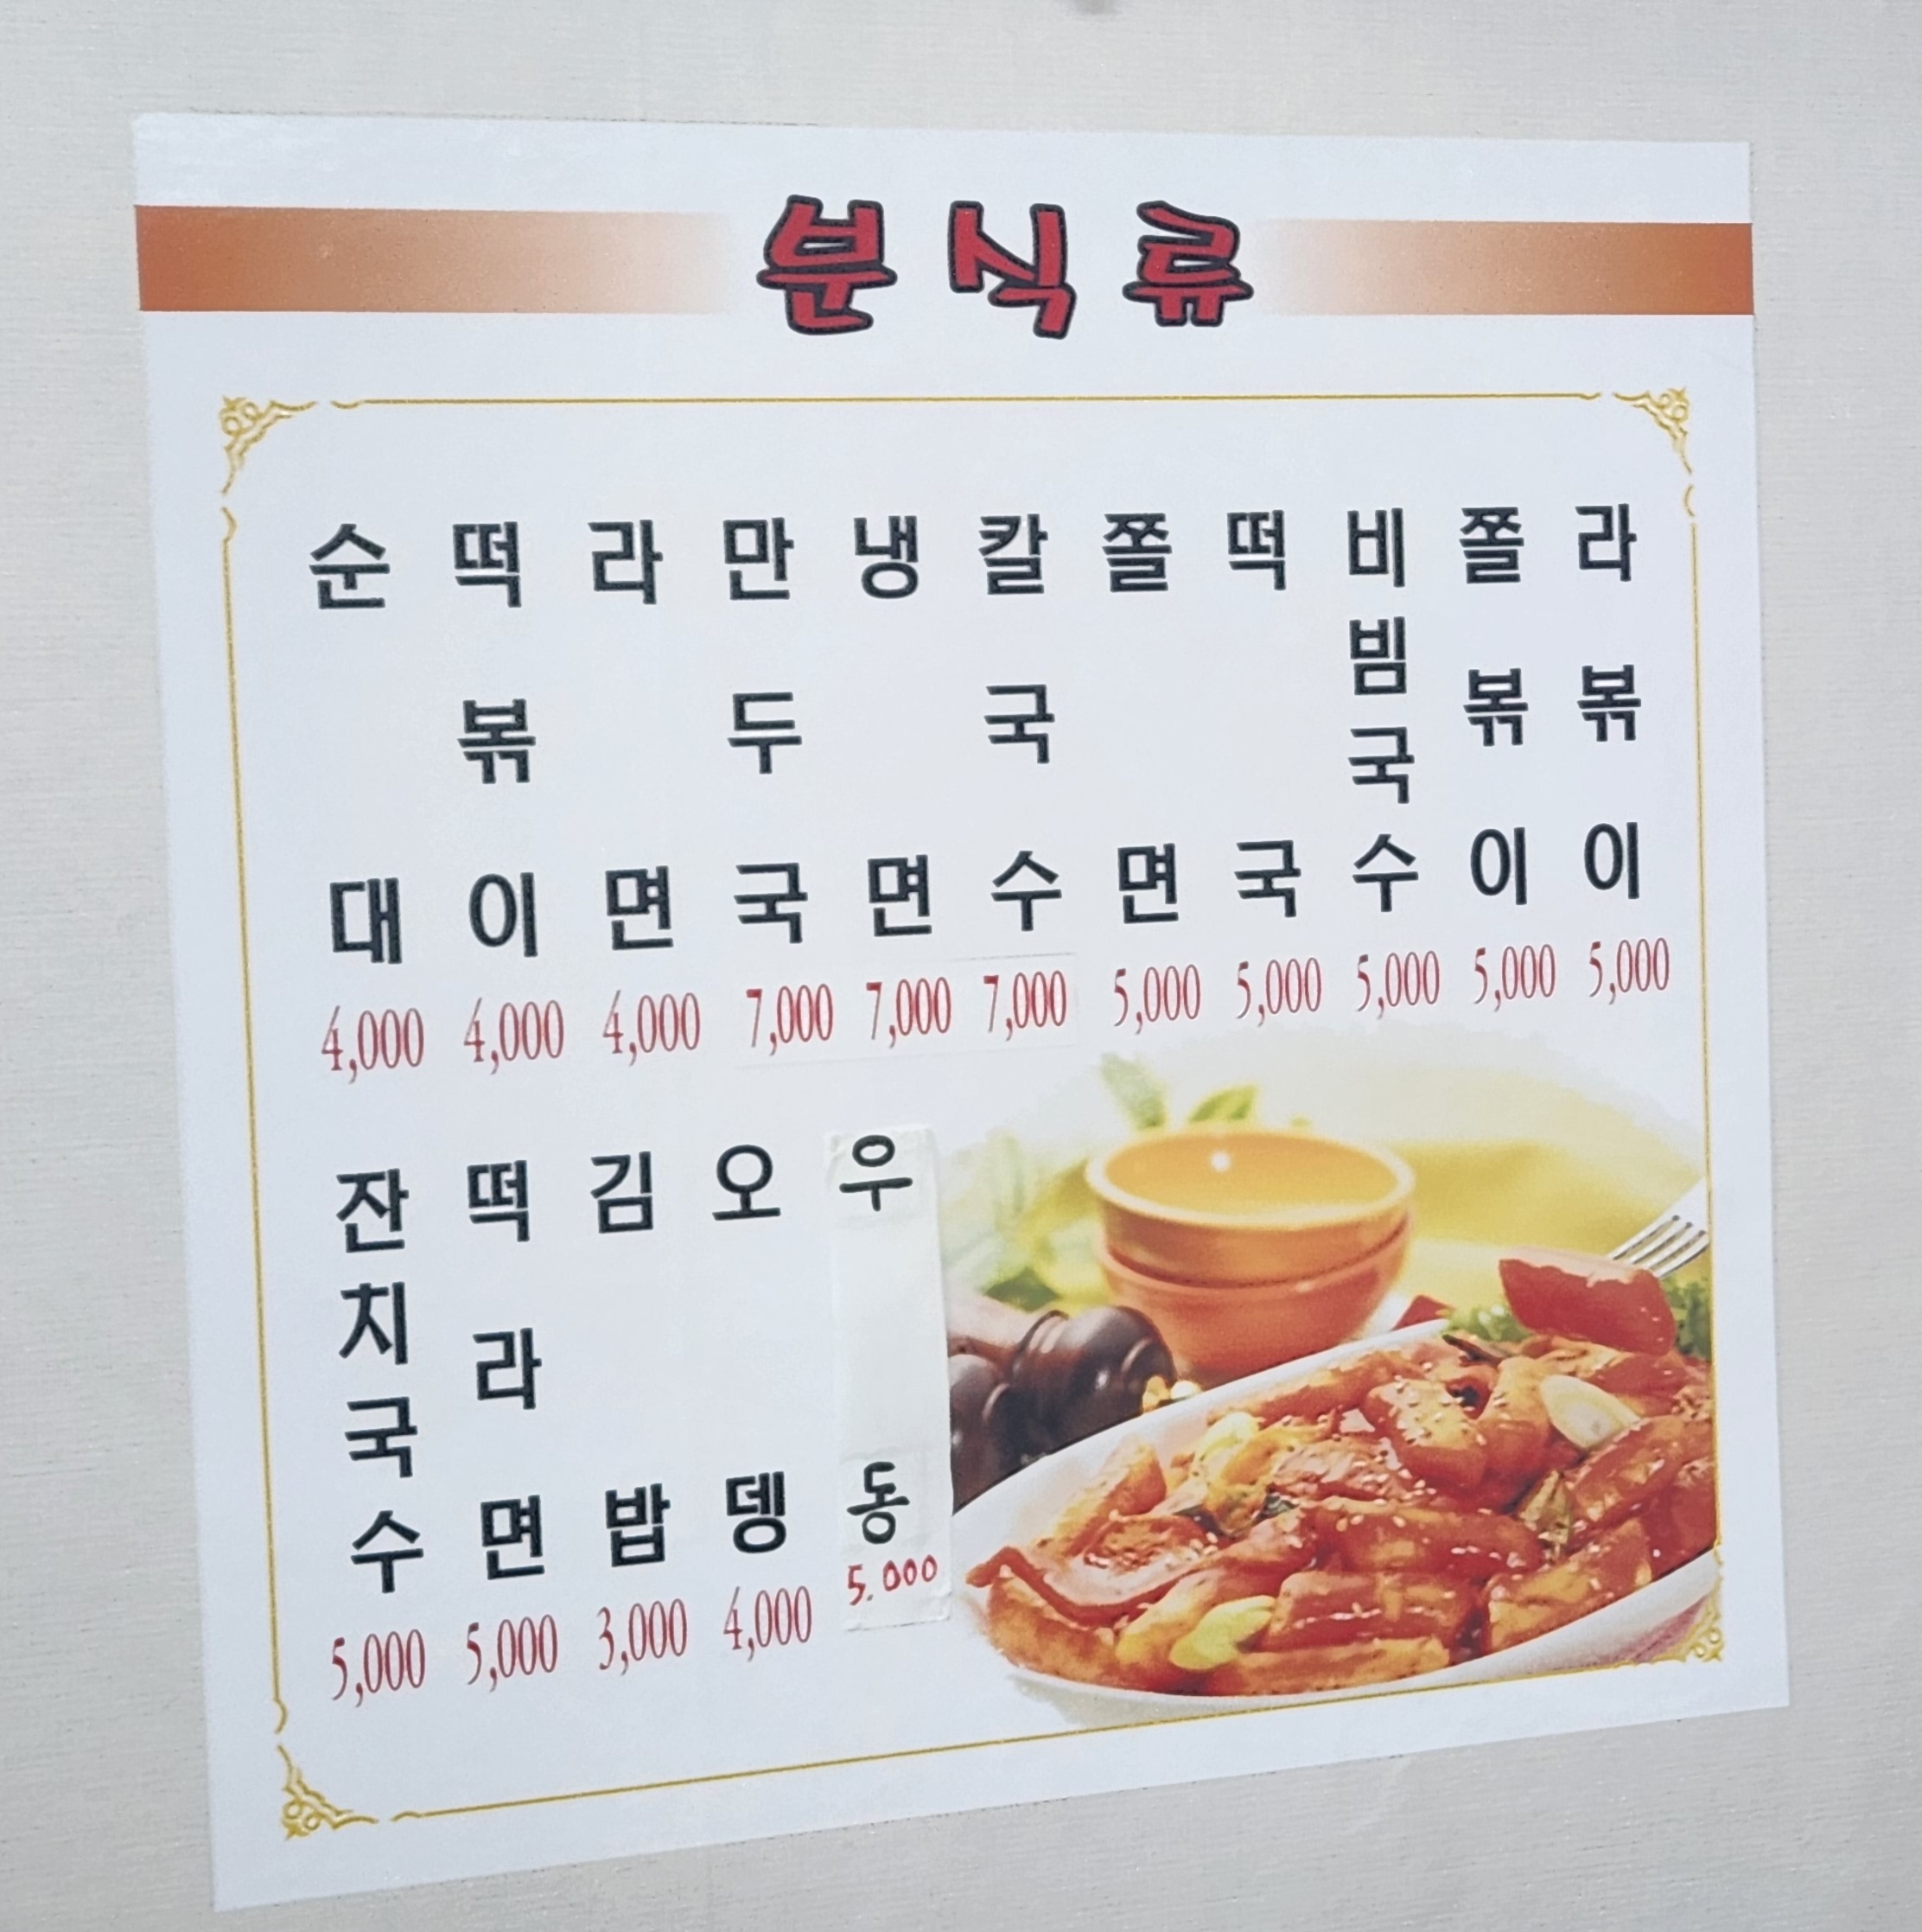 분식류
순대 4,000
떡볶이 4,000
라면 4,000
만두국 7,000
냉면 7,000
칼국수 7,000
쫄면 5,000
떡국 5,000
비빔국수 5,000
쫄볶이 5,000
라볶이 5,000
잔치국수 5,000
떡라면 5,000
김밥 3,000
오뎅 4,000
우동 5.000